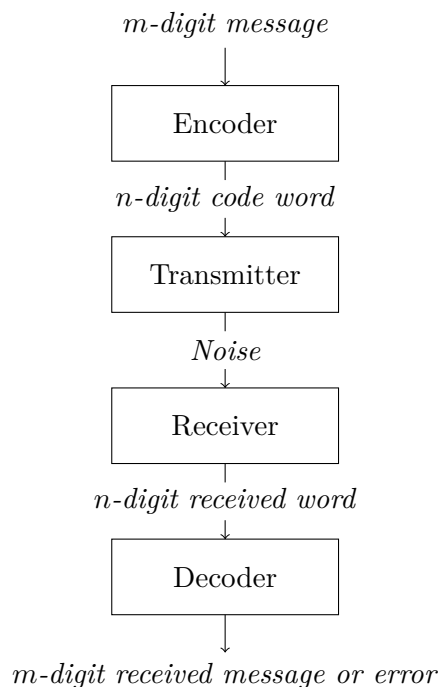 m-digit message
Encoder
n-digit code word
Transmitter
Noise
Receiver
n-digit received word
Decoder
m-digit received message or error